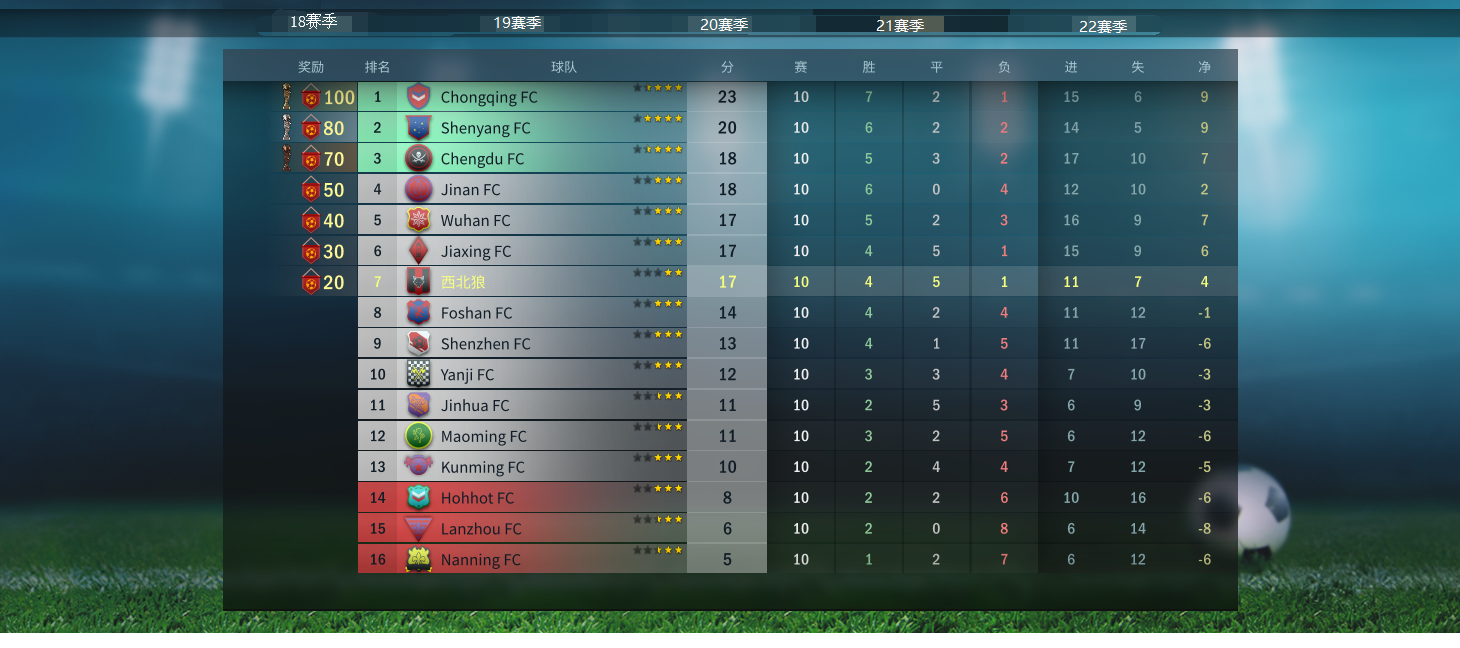 18赛季 19赛季 20赛季 21赛季 22赛季
奖励 排名 球队 分 赛 胜 平 负 进 失 净
100 1 Chongqing FC 23 10 7 2 1 15 6 9
80 2 Shenyang FC 20 10 6 2 2 14 5 9
70 3 Chengdu FC 18 10 5 3 2 17 10 7
50 4 Jinan FC 18 10 6 0 4 12 10 2
40 5 Wuhan FC 17 10 5 2 3 16 9 7
30 6 Jiaxing FC 17 10 4 5 1 15 9 6
20 7 西北狼 17 10 4 5 1 11 7 4
8 Foshan FC 14 10 4 2 4 11 12 -1
9 Shenzhen FC 13 10 4 1 5 11 17 -6
10 Yanji FC 12 10 3 3 4 7 10 -3
11 Jinhua FC 11 10 2 5 3 6 9 -3
12 Maoming FC 11 10 3 2 5 6 12 -6
13 Kunming FC 10 10 2 4 4 7 12 -5
14 Hohhot FC 8 10 2 2 6 10 16 -6
15 Lanzhou FC 6 10 2 0 8 6 14 -8
16 Nanning FC 5 10 1 2 7 6 12 -6